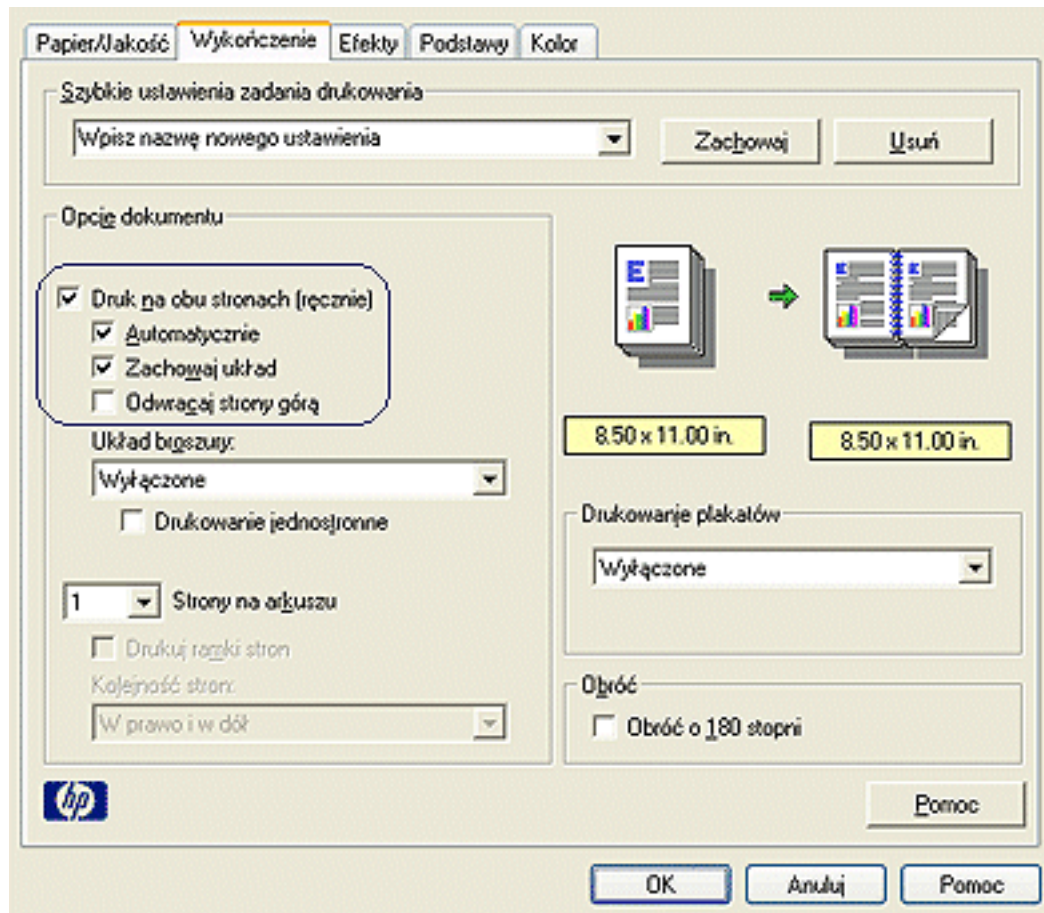 Papier/Jakość Wykończenie Efekty Podstawy Kolor
Szybkie ustawienia zadania drukowania
Wpisz nazwę nowego ustawienia Zachowaj Usuń
Opcje dokumentu
Druk na obu stronach (ręcznie)
Automatycznie
Zachowaj układ
Odwracaj strony górą
Układ broszury:
Wyłączone
Drukowanie jednostronne
1 Strony na arkuszu
Drukuj ramki stron
Kolejność stron:
W prawo i w dół
E E E
8.50 x 11.00 in. 8.50 x 11.00 in.
Drukowanje plakatów
Wyłączone
Obróć
Obróć o 180 stopni
hp Pomoc
OK Anuluj Pomoc